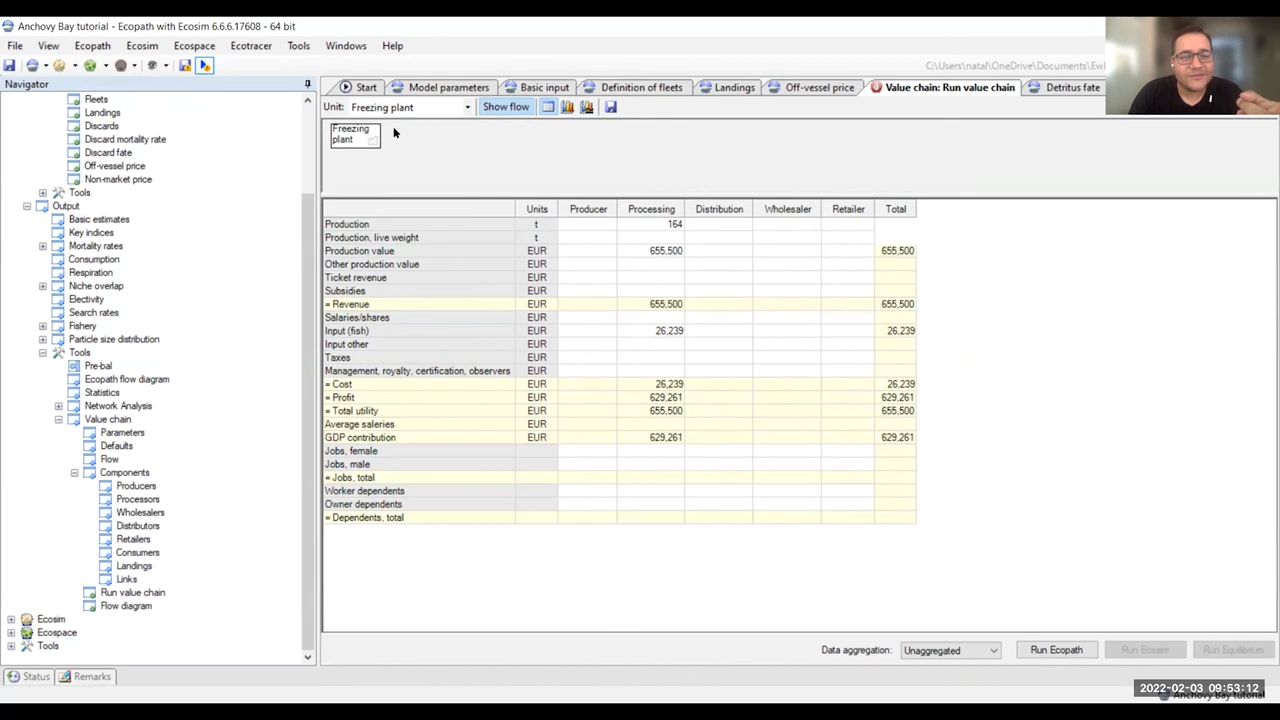 Anchovy Bay tutorial - Ecopath with Ecosim 6.6.6.17608 - 64 bit
File View Ecopath Ecosim Ecospace Ecotracer Tools Windows Help
C:\Users\natal\OneDrive\Documents\Ewl
Navigator
Fleets
Landings
Discards
Discard mortality rate
Discard fate
Off-vessel price
Non-market price
Tools
Output
Basic estimates
Key indices
Mortality rates
Consumption
Respiration
Niche overlap
Electivity
Search rates
Fishery
Particle size distribution
Tools
Pre-bal
Ecopath flow diagram
Statistics
Network Analysis
Value chain
Parameters
Defaults
Flow
Components
Producers
Processors
Wholesalers
Distributors
Retailers
Consumers
Landings
Links
Run value chain
Flow diagram
Ecosim
Ecospace
Tools
Status Remarks
Start Model parameters Basic input Definition of fleets Landings Off-vessel price Value chain: Run value chain Detritus fate
Unit: Freezing plant Show flow
Freezing
plant
Units Producer Processing Distribution Wholesaler Retailer Total
Production t 164
Production, live weight t
Production value EUR 655,500 655,500
Other production value EUR
Ticket revenue EUR
Subsidies EUR
= Revenue EUR 655,500 655,500
Salaries/shares EUR
Input (fish) EUR 26,239 26,239
Input other EUR
Taxes EUR
Management, royalty, certification, observers EUR
= Cost EUR 26,239 26,239
= Profit EUR 629,261 629,261
= Total utility EUR 655,500 655,500
Average saleries EUR
GDP contribution EUR 629,261 629,261
Jobs, female
Jobs, male
= Jobs, total
Worker dependents
Owner dependents
= Dependents, total
Data aggregation: Unaggregated Run Ecopath Run Ecosim Run Equilibrium
2022-02-03 09:53:12
Anchovy Bay tutorial